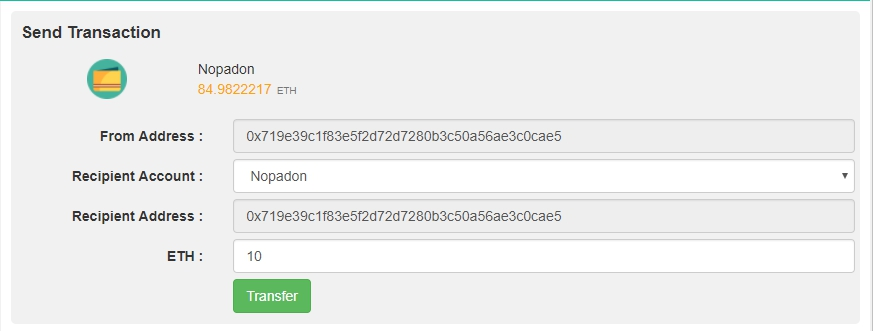 Send Transaction
Nopadon
84.9822217 ETH
From Address : 0x719e39c1f83e5f2d72d7280b3c50a56ae3c0cae5
Recipient Account : Nopadon
Recipient Address : 0x719e39c1f83e5f2d72d7280b3c50a56ae3c0cae5
ETH : 10
Transfer